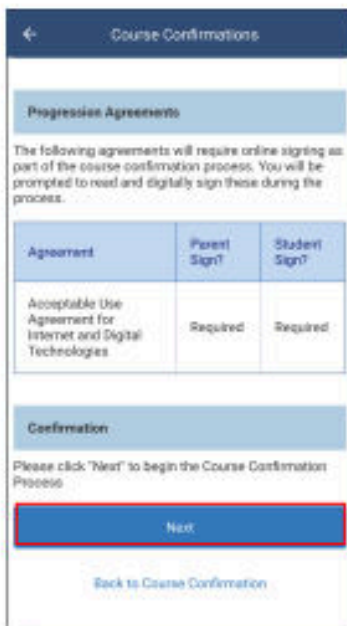 Course Confirmations
Progression Agreements
The following agreements will require online signing as
part of the course confirmation process. You will be
prompted to read and digitally sign these during the
process.
Agreement Parent Sign? Student Sign?
Acceptable Use
Agreement for
Internet and Digital
Technologies
Required Required
Confirmation
Please click "Next" to begin the Course Confirmation
Process
Next
Back to Course Confirmation